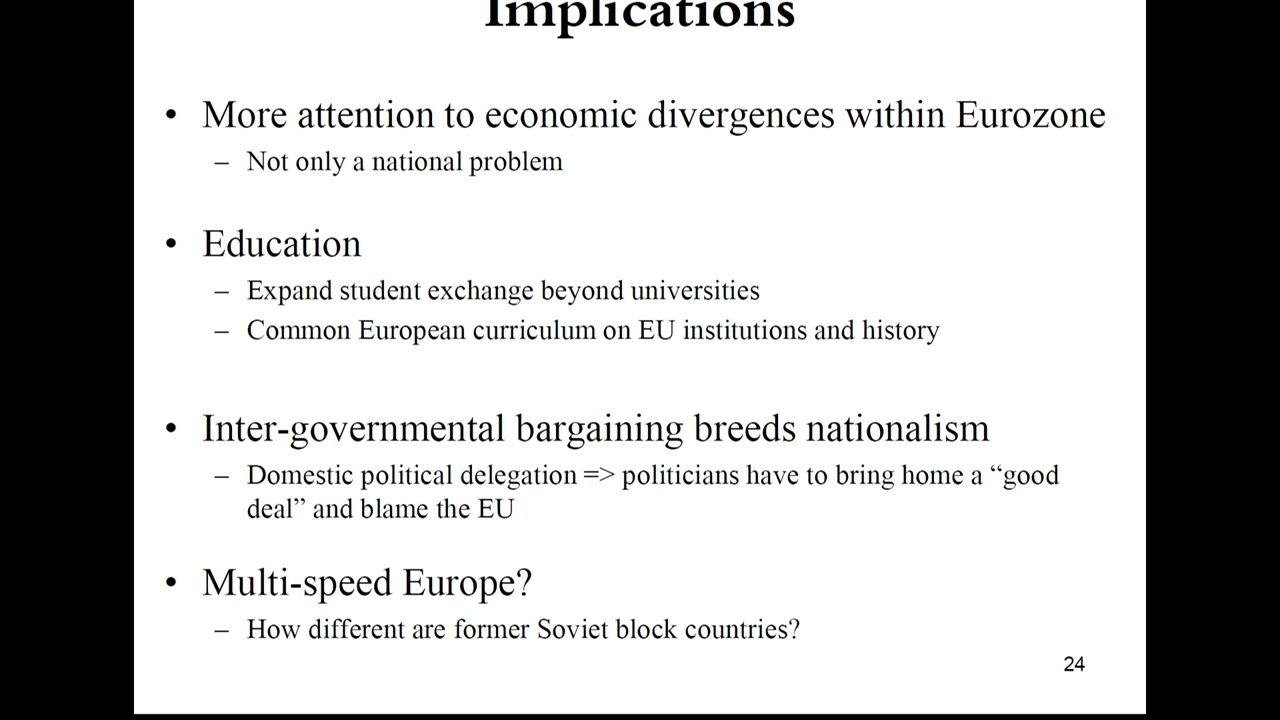 Implications
• More attention to economic divergences within Eurozone
– Not only a national problem
• Education
– Expand student exchange beyond universities
– Common European curriculum on EU institutions and history
• Inter-governmental bargaining breeds nationalism
– Domestic political delegation => politicians have to bring home a “good
deal” and blame the EU
• Multi-speed Europe?
– How different are former Soviet block countries?
24